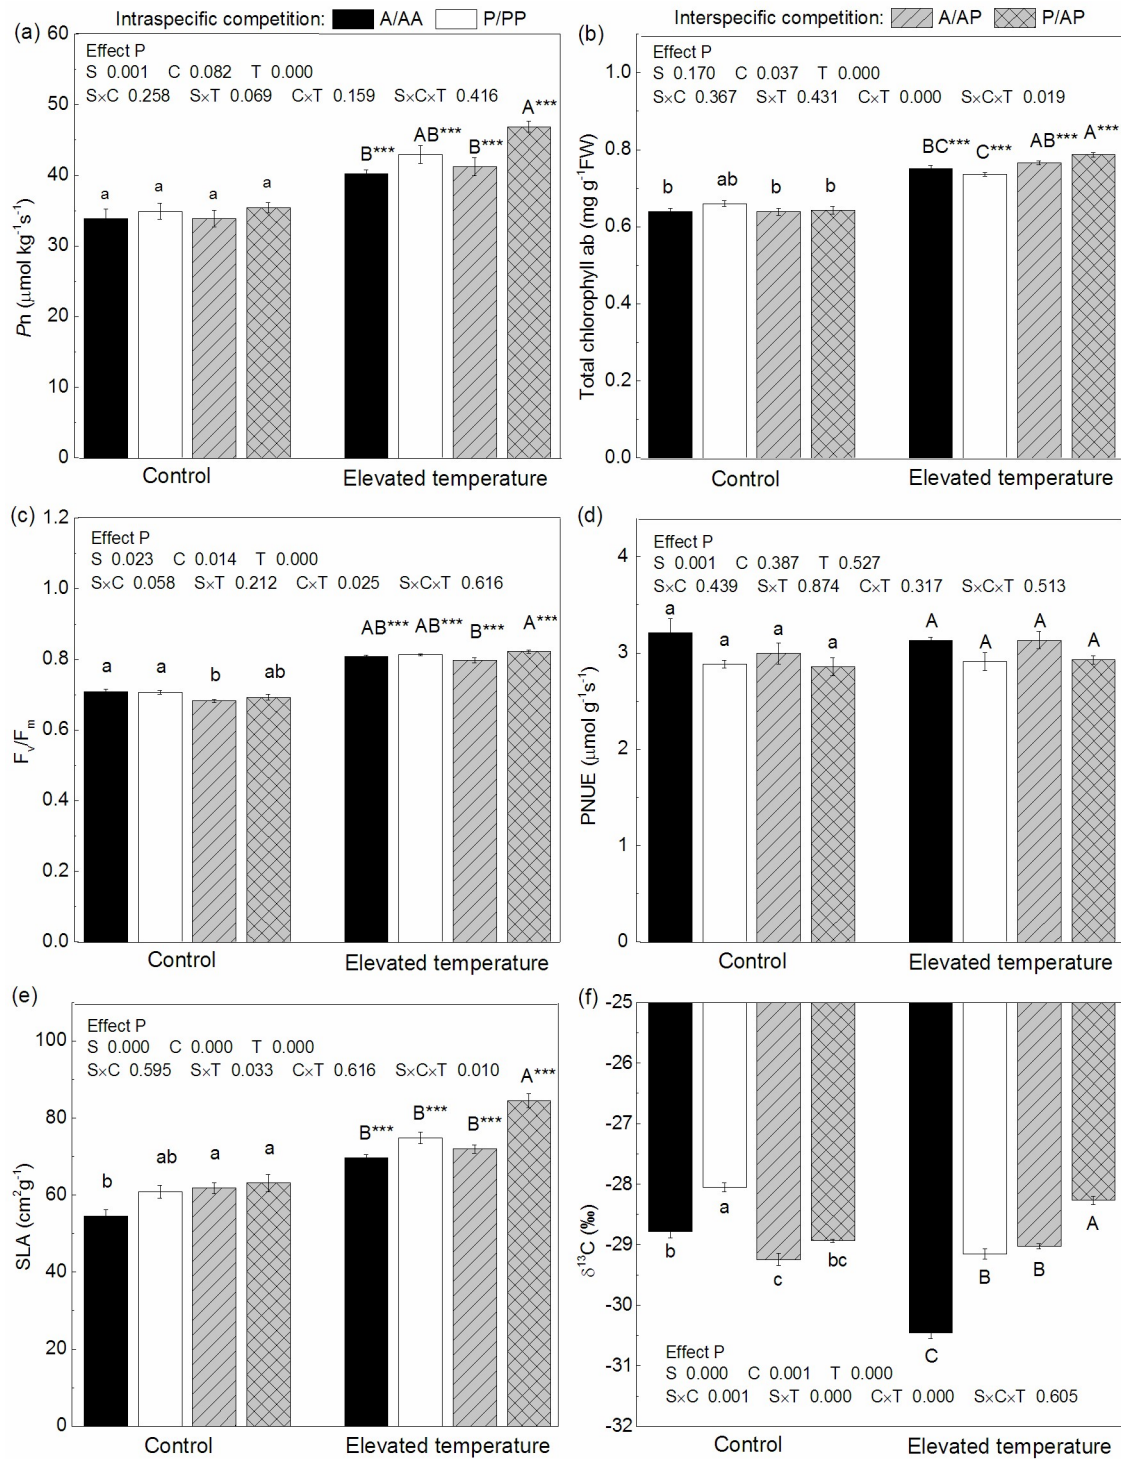 Intraspecific competition: A/AA P/PP
Interspecific competition: A/AP P/AP
(a)
Effect P
S 0.001 C 0.082 T 0.000
S×C 0.258 S×T 0.069 C×T 0.159 S×C×T 0.416
60
50
40
30
20
10
0
Pn (μmol kg⁻¹s⁻¹)
a a a a
B*** AB*** B*** A***
Control Elevated temperature
(b)
Effect P
S 0.170 C 0.037 T 0.000
S×C 0.367 S×T 0.431 C×T 0.000 S×C×T 0.019
1.0
0.8
0.6
0.4
0.2
0.0
Total chlorophyll ab (mg g⁻¹FW)
b ab b b
BC*** C*** AB*** A***
Control Elevated temperature
(c)
Effect P
S 0.023 C 0.014 T 0.000
S×C 0.058 S×T 0.212 C×T 0.025 S×C×T 0.616
1.2
1.0
0.8
0.6
0.4
0.2
0.0
Fv/Fm
a a b ab
AB*** AB*** B*** A***
Control Elevated temperature
(d)
Effect P
S 0.001 C 0.387 T 0.527
S×C 0.439 S×T 0.874 C×T 0.317 S×C×T 0.513
4
3
2
1
0
PNUE (μmol g⁻¹s⁻¹)
a a a a
A A A A
Control Elevated temperature
(e)
Effect P
S 0.000 C 0.000 T 0.000
S×C 0.595 S×T 0.033 C×T 0.616 S×C×T 0.010
100
80
60
40
20
0
SLA (cm²g⁻¹)
b ab a a
B*** B*** B*** A***
Control Elevated temperature
(f)
-25
-26
-27
-28
-29
-30
-31
-32
δ¹³C (‰)
b a c bc
C B B A
Effect P
S 0.000 C 0.001 T 0.000
S×C 0.001 S×T 0.000 C×T 0.000 S×C×T 0.605
Control Elevated temperature